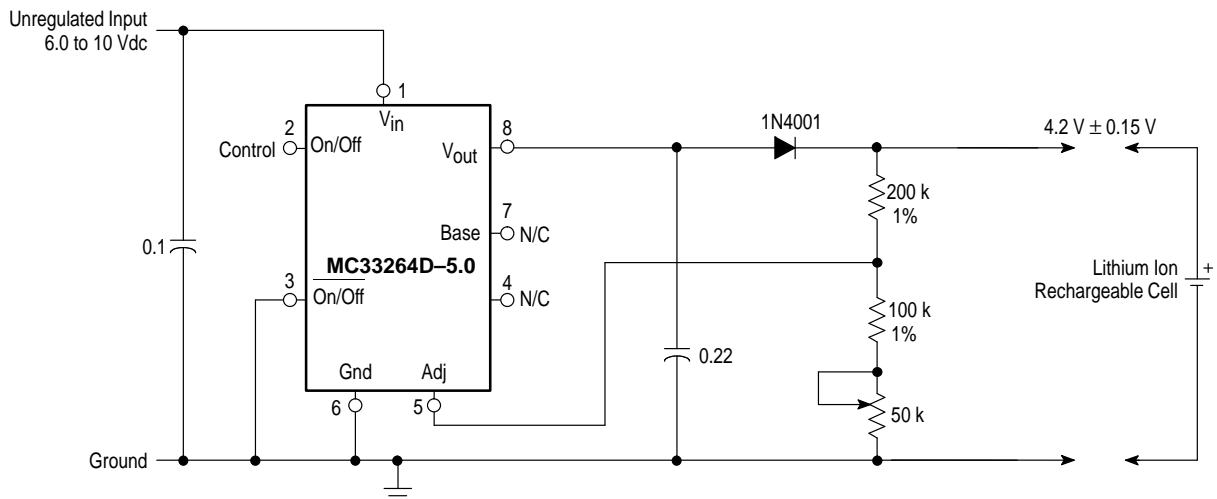 Unregulated Input
6.0 to 10 Vdc
1
Vin
2
Control
On/Off
8
Vout
1N4001
4.2 V ± 0.15 V
200 k
1%
7
Base
N/C
0.1
MC33264D–5.0
3
On/Off
4
N/C
Lithium Ion
Rechargeable Cell
+
100 k
1%
0.22
Gnd
Adj
6
5
50 k
Ground